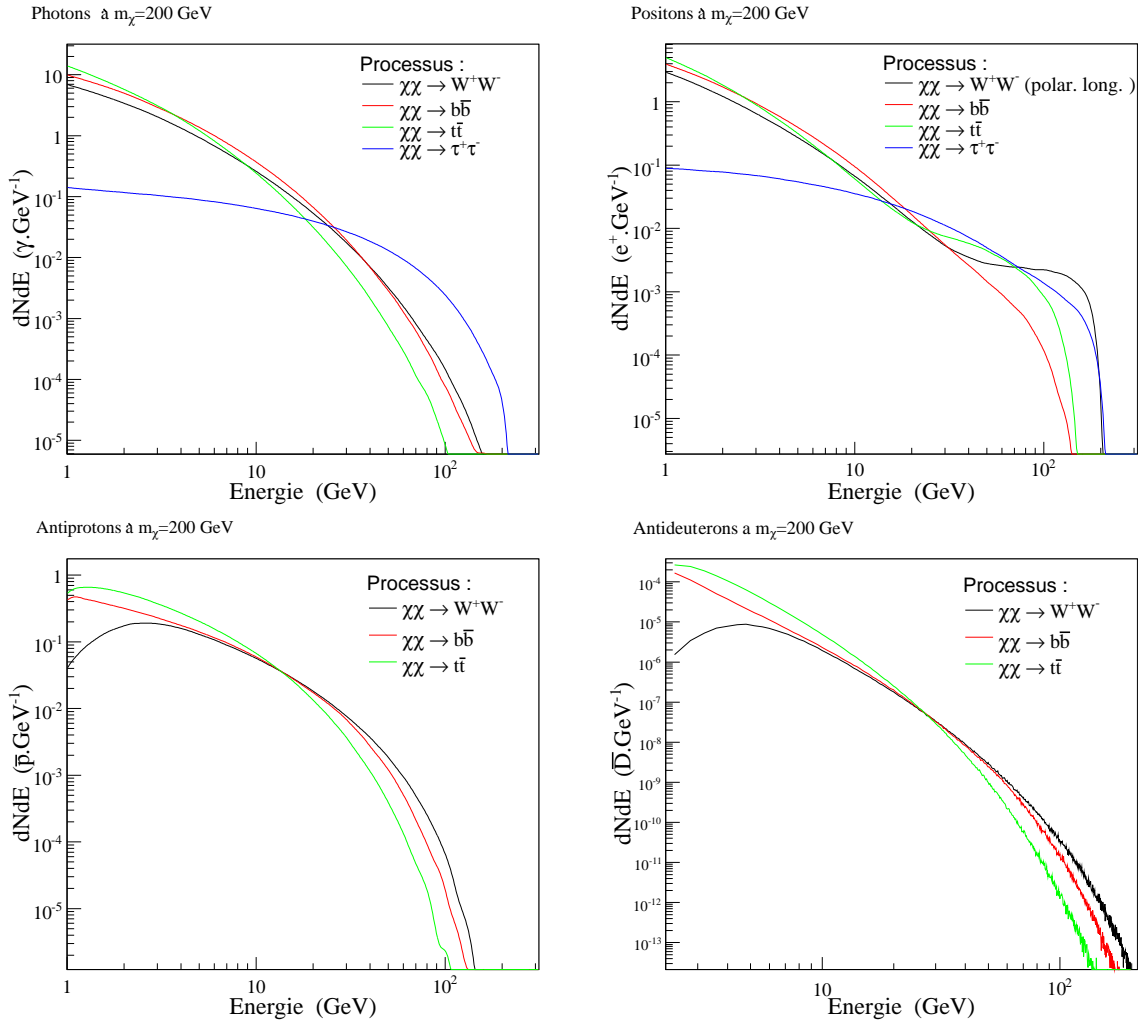 Photons à mχ=200 GeV
dNdE (γ.GeV⁻¹)
10
1
10⁻¹
10⁻²
10⁻³
10⁻⁴
10⁻⁵
Processus :
χχ → W⁺W⁻
χχ → bb̅
χχ → tt̅
χχ → τ⁺τ⁻
1 10 10²
Energie (GeV)
Positons à mχ=200 GeV
dNdE (e⁺.GeV⁻¹)
1
10⁻¹
10⁻²
10⁻³
10⁻⁴
10⁻⁵
Processus :
χχ → W⁺W⁻ (polar. long. )
χχ → bb̅
χχ → tt̅
χχ → τ⁺τ⁻
1 10 10²
Energie (GeV)
Antiprotons à mχ=200 GeV
dNdE (p̅.GeV⁻¹)
1
10⁻¹
10⁻²
10⁻³
10⁻⁴
10⁻⁵
Processus :
χχ → W⁺W⁻
χχ → bb̅
χχ → tt̅
1 10 10²
Energie (GeV)
Antideuterons a mχ=200 GeV
dNdE (D̅.GeV⁻¹)
10⁻⁴
10⁻⁵
10⁻⁶
10⁻⁷
10⁻⁸
10⁻⁹
10⁻¹⁰
10⁻¹¹
10⁻¹²
10⁻¹³
Processus :
χχ → W⁺W⁻
χχ → bb̅
χχ → tt̅
10 10²
Energie (GeV)